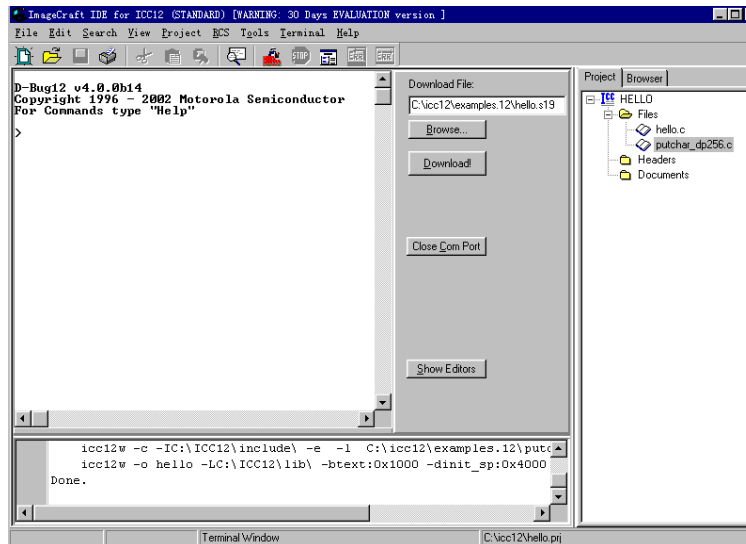 ImageCraft IDE for ICC12 (STANDARD) [WARNING: 30 Days EVALUATION version ]
File Edit Search View Project RCS Tools Terminal Help
STOP ERR ERR
D-Bug12 v4.0.0b14
Copyright 1996 - 2002 Motorola Semiconductor
For Commands type "Help"
>
Download File:
C:\icc12\examples.12\hello.s19
Browse...
Download!
Close Com Port
Show Editors
Project Browser
ICC HELLO
Files
hello.c
putchar_dp256.c
Headers
Documents
icc12w -c -IC:\ICC12\include\ -e -l C:\icc12\examples.12\putc
icc12w -o hello -LC:\ICC12\lib\ -btext:0x1000 -dinit_sp:0x4000
Done.
Terminal Window
C:\icc12\hello.prj